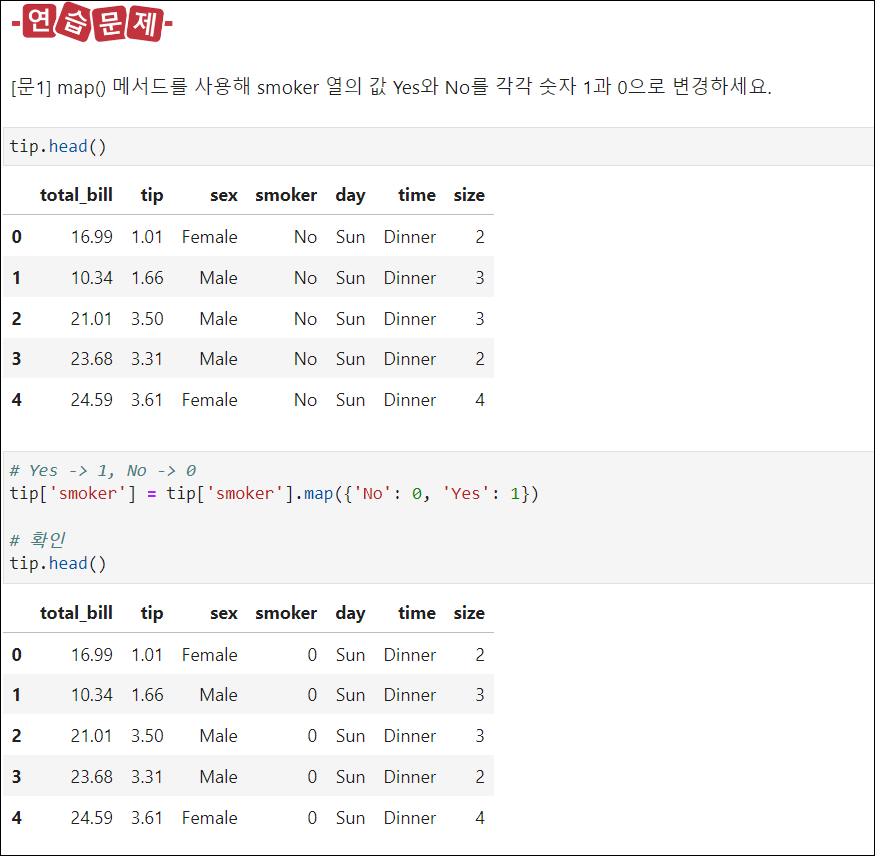 -연습문제-
[문1] map() 메서드를 사용해 smoker 열의 값 Yes와 No를 각각 숫자 1과 0으로 변경하세요.
tip.head()
total_bill tip sex smoker day time size
0 16.99 1.01 Female No Sun Dinner 2
1 10.34 1.66 Male No Sun Dinner 3
2 21.01 3.50 Male No Sun Dinner 3
3 23.68 3.31 Male No Sun Dinner 2
4 24.59 3.61 Female No Sun Dinner 4
# Yes -> 1, No -> 0
tip['smoker'] = tip['smoker'].map({'No': 0, 'Yes': 1})
# 확인
tip.head()
total_bill tip sex smoker day time size
0 16.99 1.01 Female 0 Sun Dinner 2
1 10.34 1.66 Male 0 Sun Dinner 3
2 21.01 3.50 Male 0 Sun Dinner 3
3 23.68 3.31 Male 0 Sun Dinner 2
4 24.59 3.61 Female 0 Sun Dinner 4